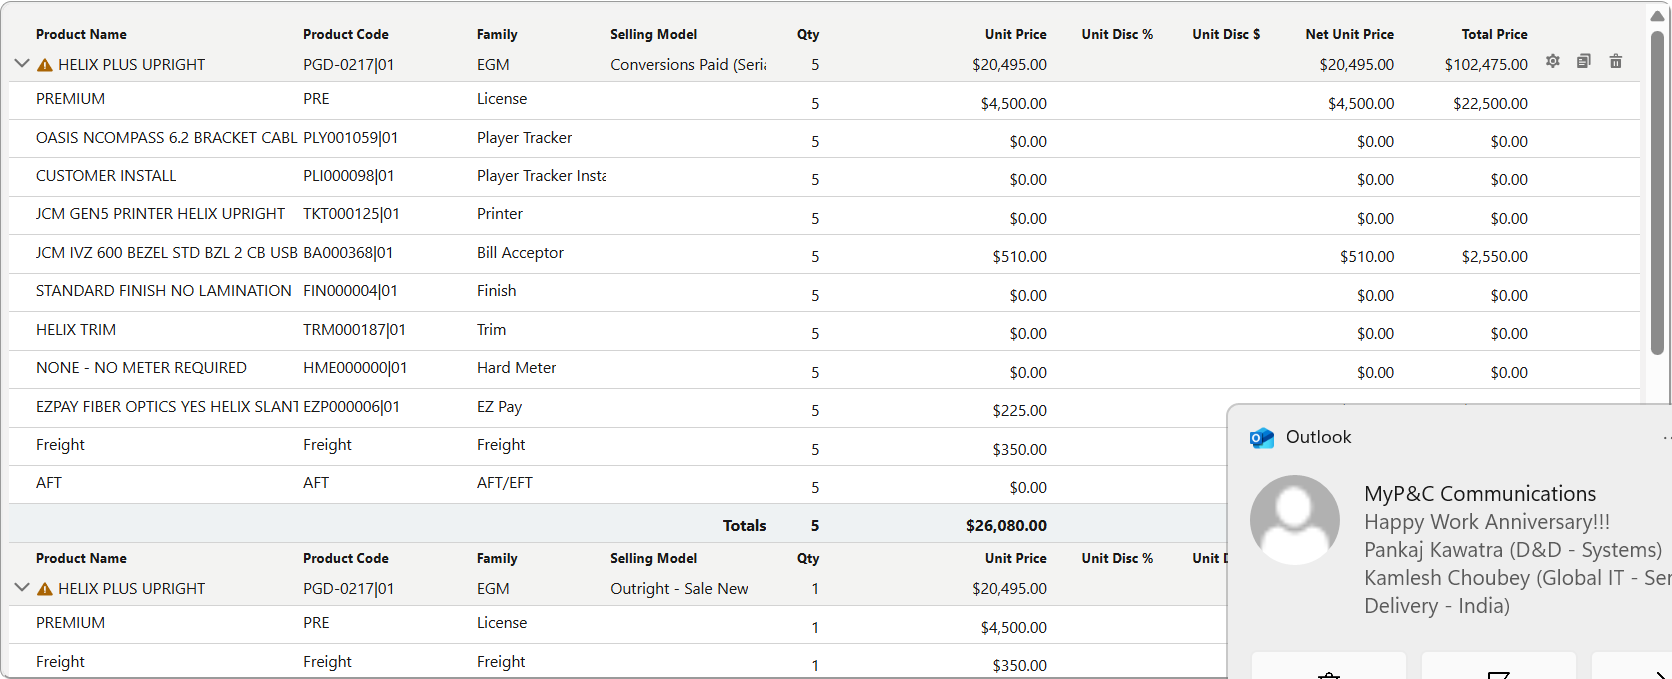 Product Name Product Code Family Selling Model Qty Unit Price Unit Disc % Unit Disc $ Net Unit Price Total Price
HELIX PLUS UPRIGHT PGD-0217|01 EGM Conversions Paid (Seria 5 $20,495.00 $20,495.00 $102,475.00
PREMIUM PRE License 5 $4,500.00 $4,500.00 $22,500.00
OASIS NCOMPASS 6.2 BRACKET CABL PLY001059|01 Player Tracker 5 $0.00 $0.00 $0.00
CUSTOMER INSTALL PLI000098|01 Player Tracker Insta 5 $0.00 $0.00 $0.00
JCM GEN5 PRINTER HELIX UPRIGHT TKT000125|01 Printer 5 $0.00 $0.00 $0.00
JCM IVZ 600 BEZEL STD BZL 2 CB USB BA000368|01 Bill Acceptor 5 $510.00 $510.00 $2,550.00
STANDARD FINISH NO LAMINATION FIN000004|01 Finish 5 $0.00 $0.00 $0.00
HELIX TRIM TRM000187|01 Trim 5 $0.00 $0.00 $0.00
NONE - NO METER REQUIRED HME000000|01 Hard Meter 5 $0.00 $0.00 $0.00
EZPAY FIBER OPTICS YES HELIX SLANT EZP000006|01 EZ Pay 5 $225.00
Freight Freight Freight 5 $350.00
AFT AFT AFT/EFT 5 $0.00
Totals 5 $26,080.00
Product Name Product Code Family Selling Model Qty Unit Price Unit Disc % Unit D
HELIX PLUS UPRIGHT PGD-0217|01 EGM Outright - Sale New 1 $20,495.00
PREMIUM PRE License 1 $4,500.00
Freight Freight Freight 1 $350.00
Outlook
MyP&C Communications
Happy Work Anniversary!!!
Pankaj Kawatra (D&D - Systems)
Kamlesh Choubey (Global IT - Ser
Delivery - India)